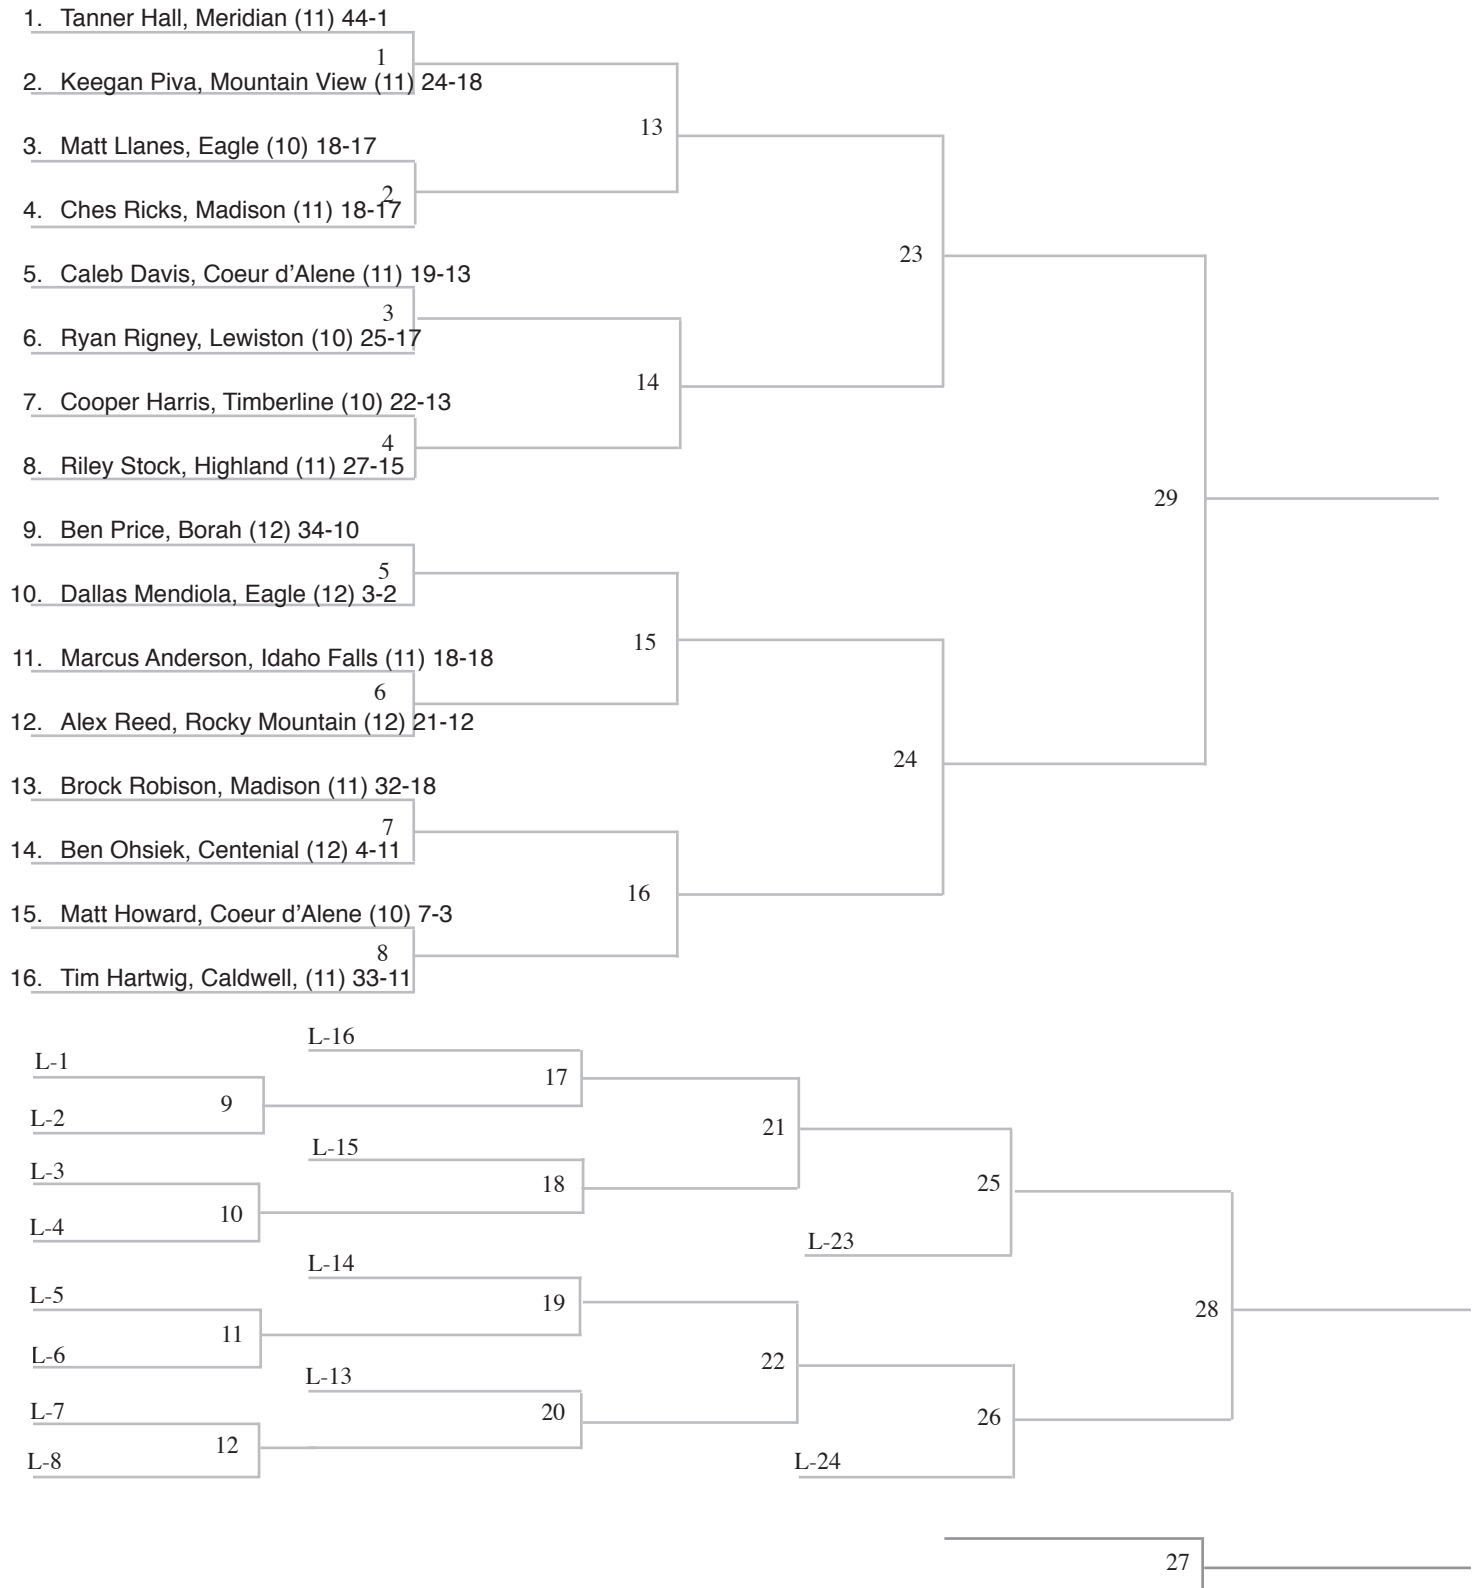 1. Tanner Hall, Meridian (11) 44-1
1
2. Keegan Piva, Mountain View (11) 24-18
13
3. Matt Llanes, Eagle (10) 18-17
2
4. Ches Ricks, Madison (11) 18-17
23
5. Caleb Davis, Coeur d’Alene (11) 19-13
3
6. Ryan Rigney, Lewiston (10) 25-17
14
7. Cooper Harris, Timberline (10) 22-13
4
8. Riley Stock, Highland (11) 27-15
29
9. Ben Price, Borah (12) 34-10
5
10. Dallas Mendiola, Eagle (12) 3-2
15
11. Marcus Anderson, Idaho Falls (11) 18-18
6
12. Alex Reed, Rocky Mountain (12) 21-12
24
13. Brock Robison, Madison (11) 32-18
7
14. Ben Ohsiek, Centenial (12) 4-11
16
15. Matt Howard, Coeur d’Alene (10) 7-3
8
16. Tim Hartwig, Caldwell, (11) 33-11
L-16
L-1
17
9
L-2
21
L-15
L-3
18
25
10
L-4
L-23
L-14
L-5
19
28
11
L-6
22
L-13
L-7
20
26
12
L-8
L-24
27